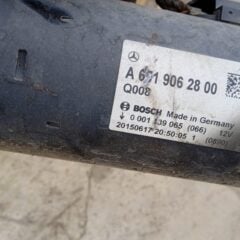 A 651 906 28 00
Q008
BOSCH Made in Germany
0 001 139 065 (066) 12V
20150617 20:50:05 1 (0800)